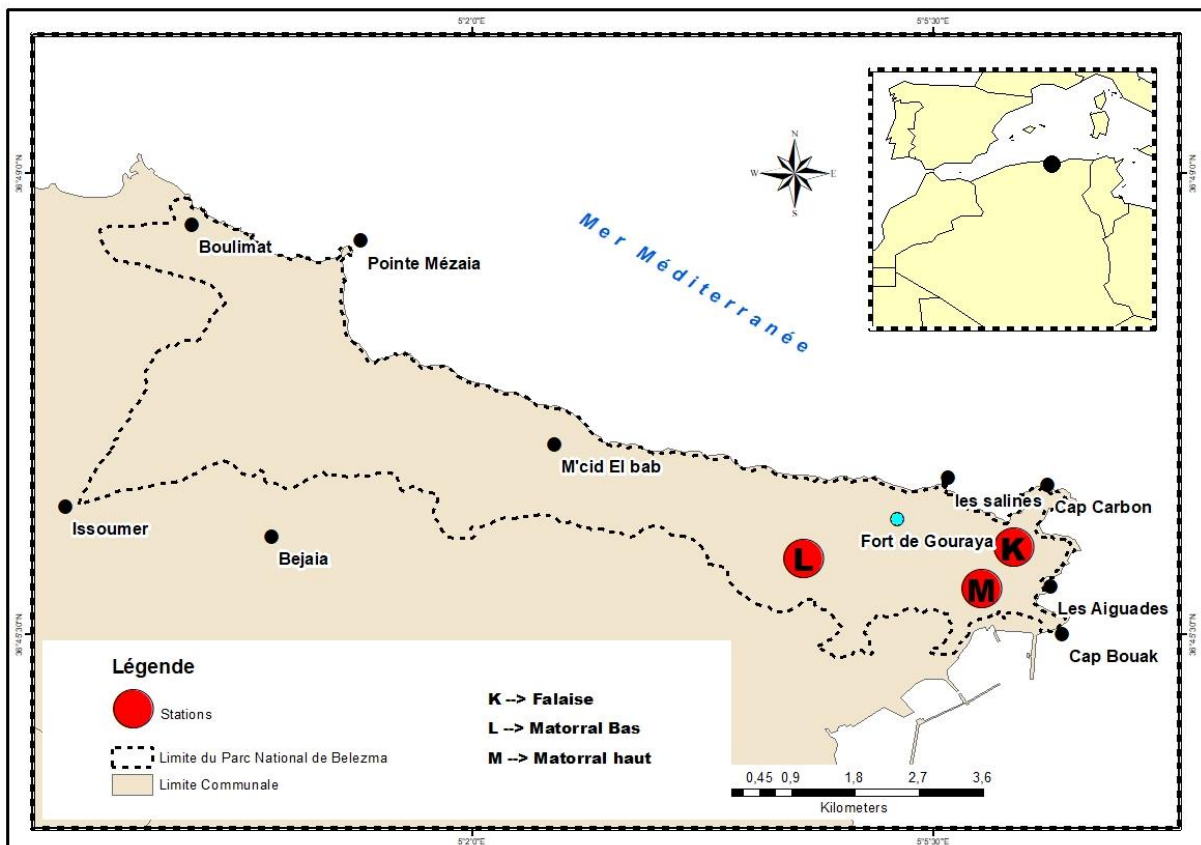 5°2'0"E
5°5'30"E
36°49'0"N
36°49'0"N
N
W
E
S
Mer Méditerranée
Boulimat
Pointe Mézaia
M'cid El bab
les salines
Cap Carbon
Issoumer
Fort de Gouraya
K
Bejaia
L
M
Les Aiguades
36°45'30"N
36°45'30"N
Cap Bouak
Légende
Stations
Limite du Parc National de Belezma
Limite Communale
K --> Falaise
L --> Matorral Bas
M --> Matorral haut
0,45 0,9 1,8 2,7 3,6
Kilometers
5°2'0"E
5°5'30"E